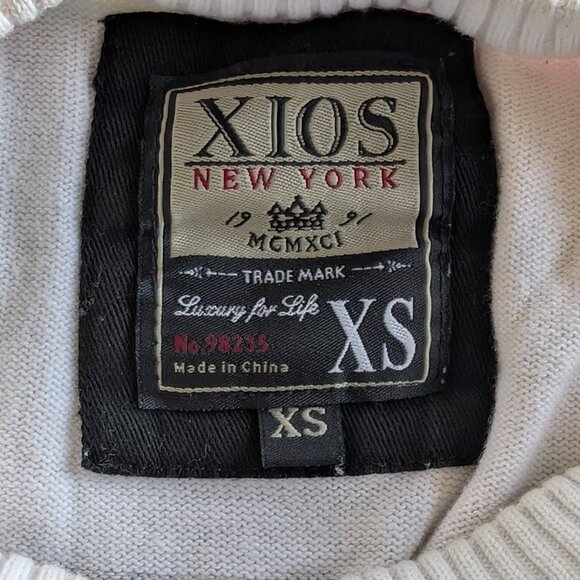 XIOS
NEW YORK
19 91
MCMXCI
TRADE MARK
Luxury for Life
XS
No 98235
Made in China
XS